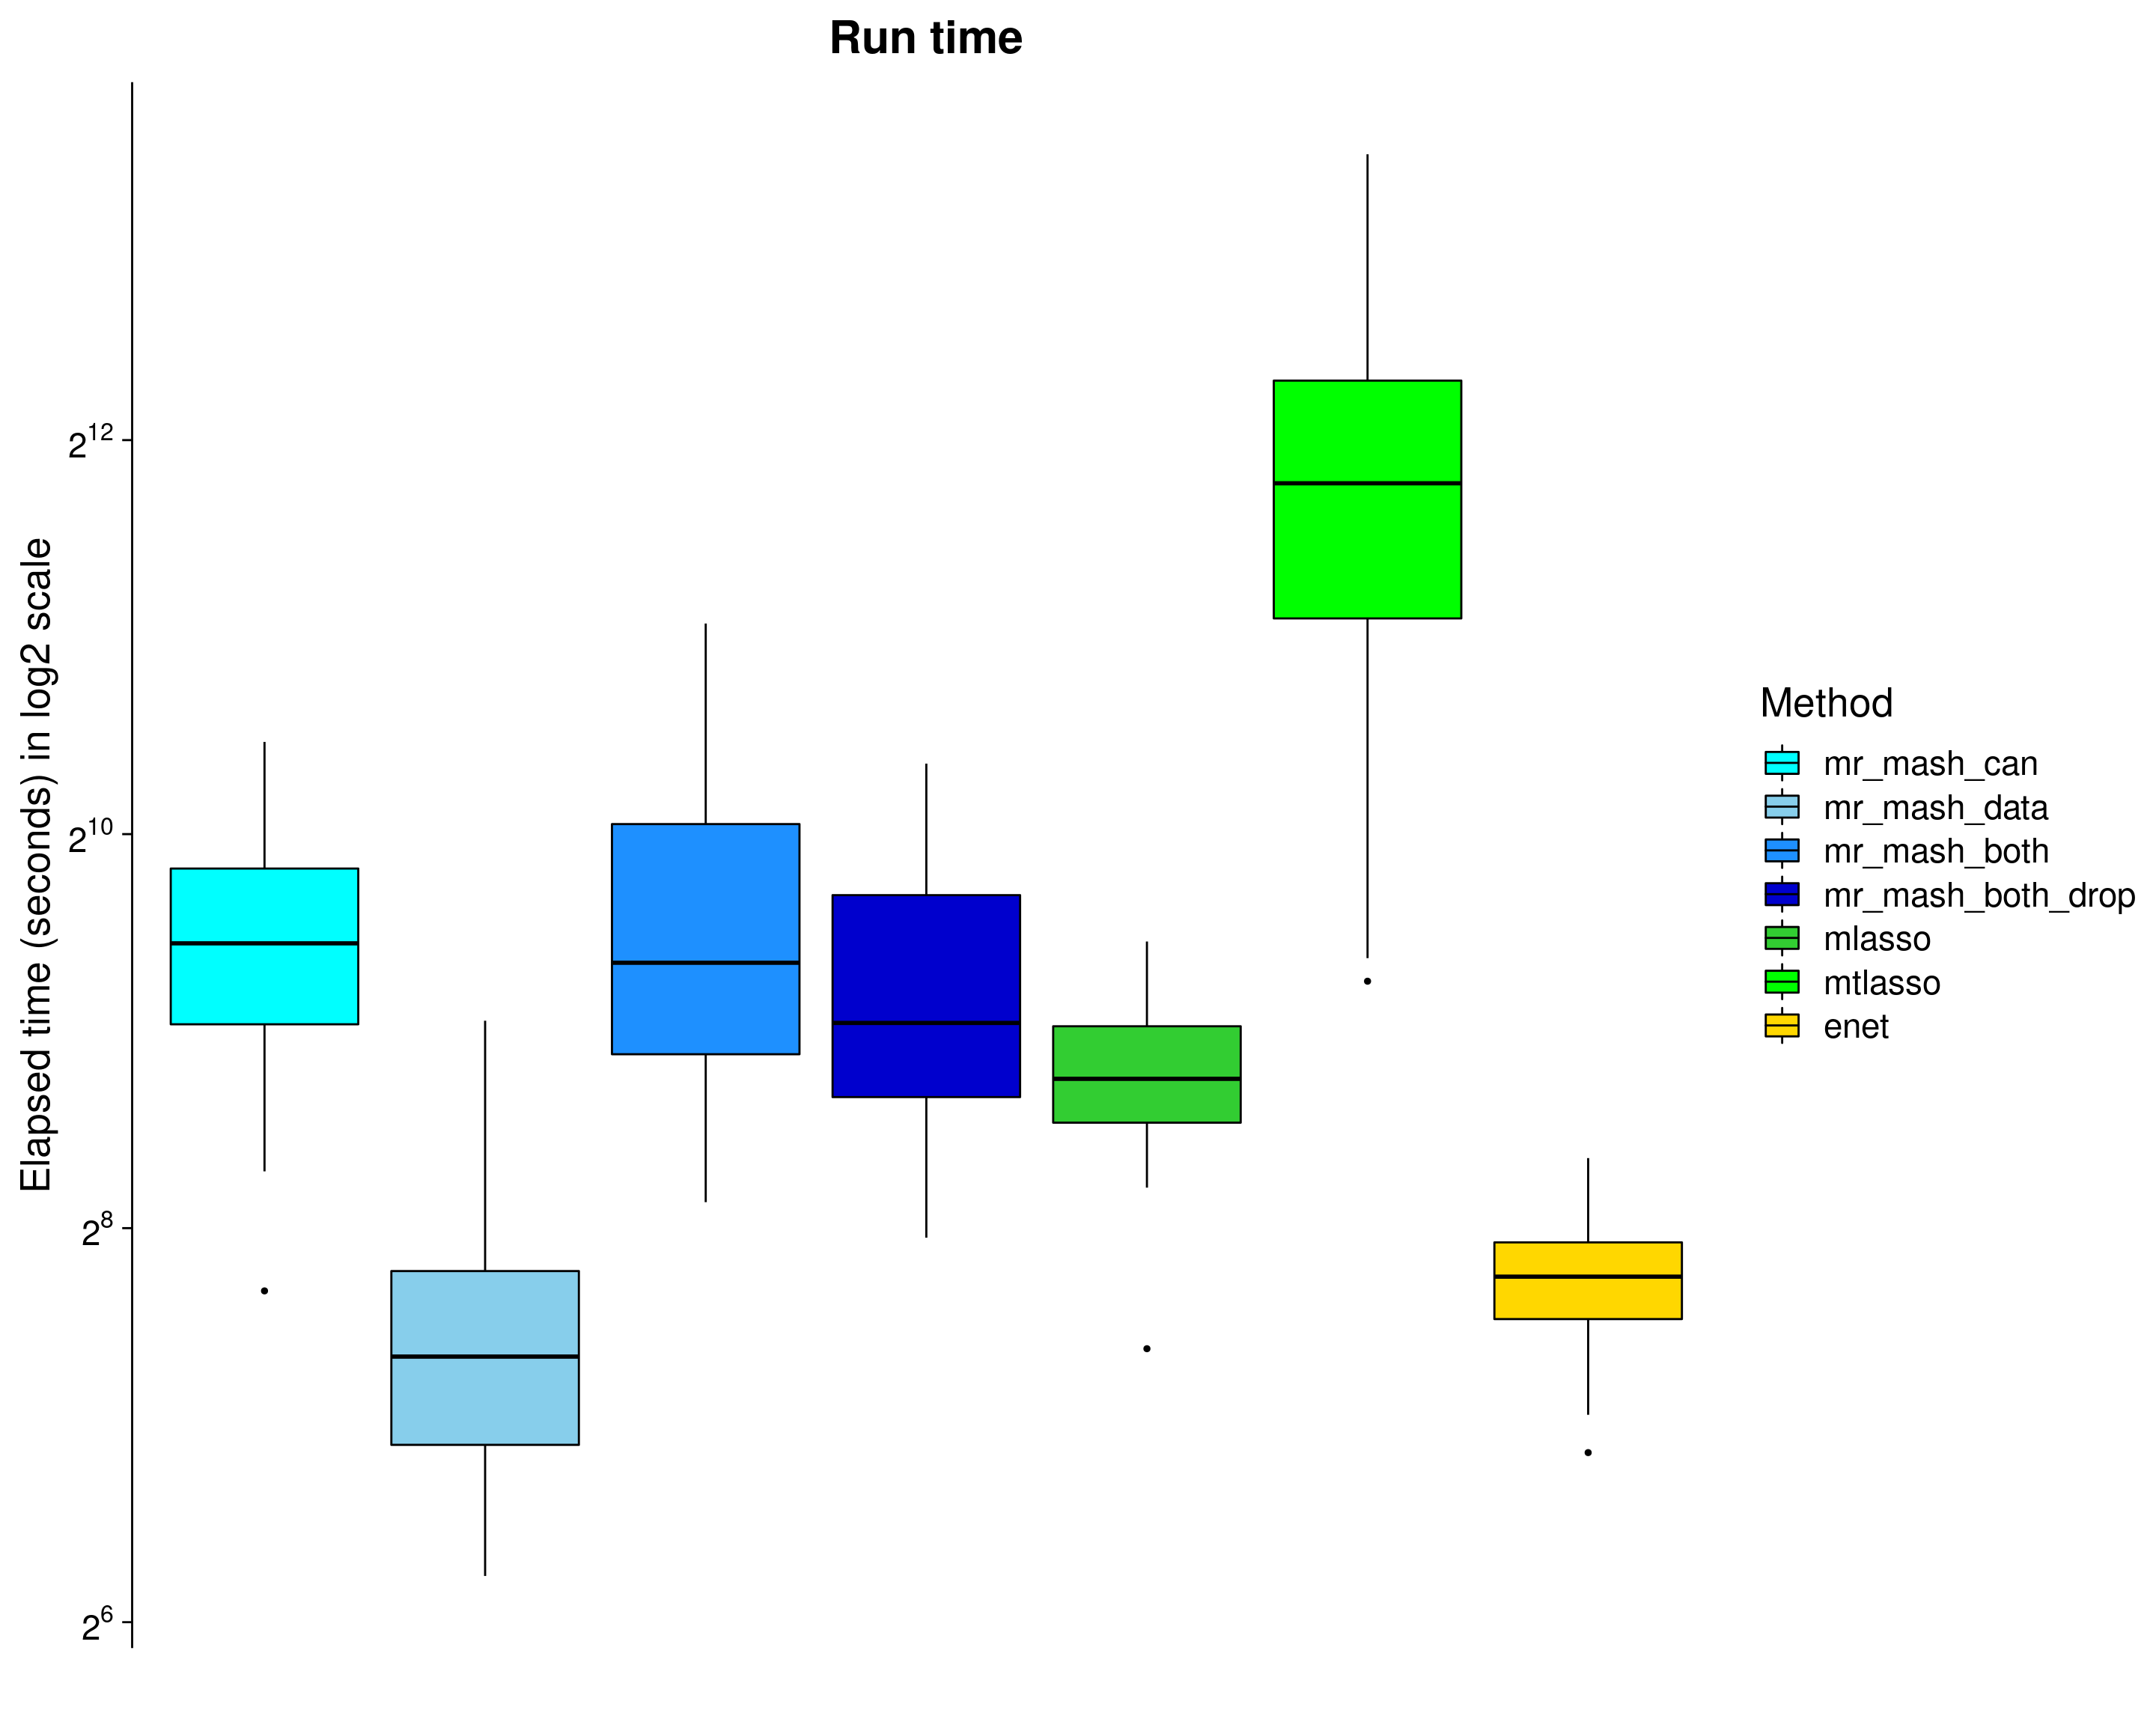 Run time
Elapsed time (seconds) in log2 scale
2^12
2^10
2^8
2^6
Method
mr_mash_can
mr_mash_data
mr_mash_both
mr_mash_both_drop
mlasso
mtlasso
enet